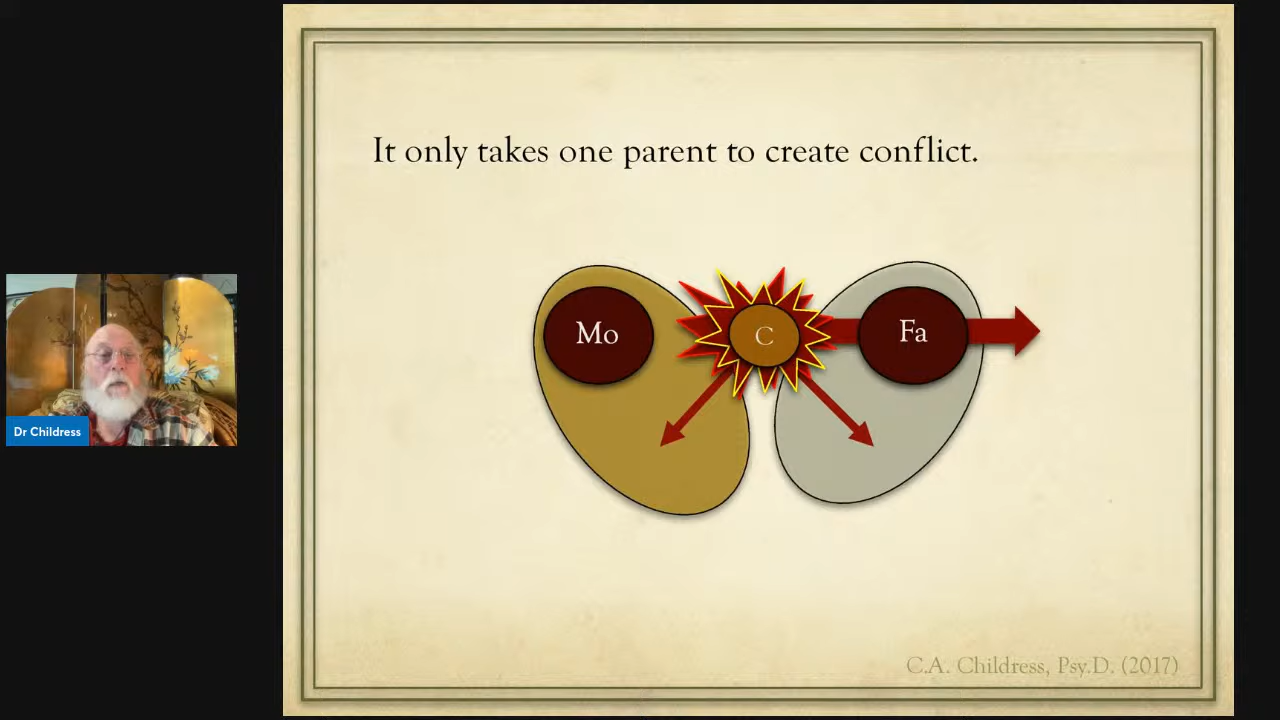 It only takes one parent to create conflict.
Mo
C
Fa
Dr Childress
C.A. Childress, Psy.D. (2017)